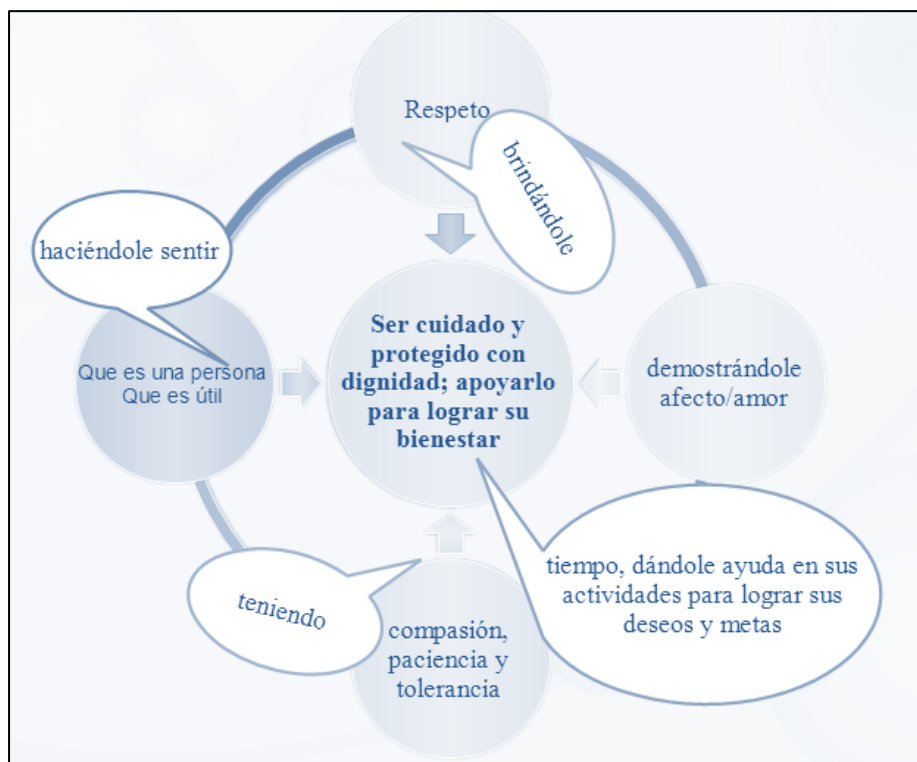 Respeto
brindándole
haciéndole sentir
Ser cuidado y
protegido con
dignidad; apoyarlo
para lograr su
bienestar
Que es una persona
Que es útil
demostrándole
afecto/amor
teniendo
compasión,
paciencia y
tolerancia
tiempo, dándole ayuda en sus
actividades para lograr sus
deseos y metas